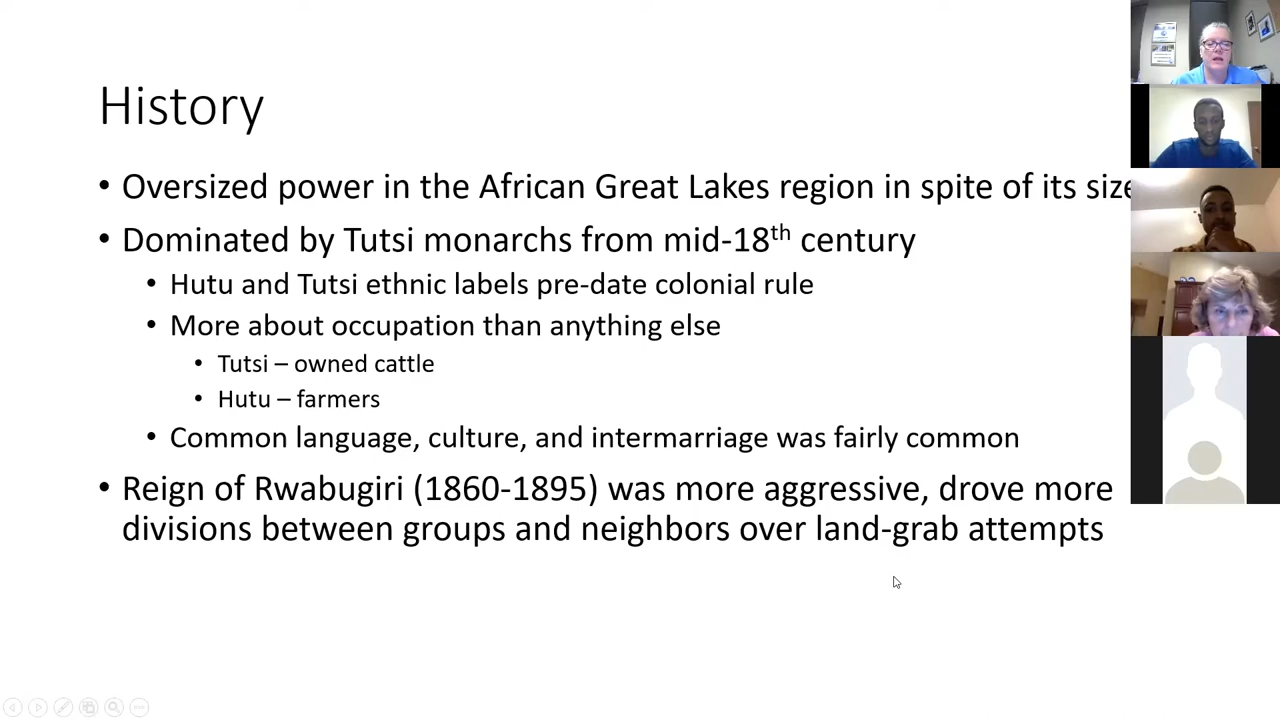 History
• Oversized power in the African Great Lakes region in spite of its size
• Dominated by Tutsi monarchs from mid-18th century
• Hutu and Tutsi ethnic labels pre-date colonial rule
• More about occupation than anything else
• Tutsi – owned cattle
• Hutu – farmers
• Common language, culture, and intermarriage was fairly common
• Reign of Rwabugiri (1860-1895) was more aggressive, drove more
divisions between groups and neighbors over land-grab attempts